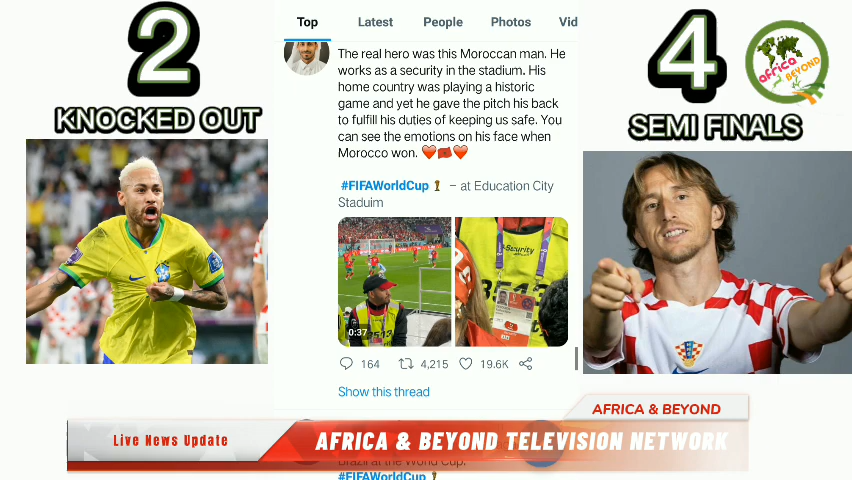 2
KNOCKED OUT
Top Latest People Photos Vid
The real hero was this Moroccan man. He
works as a security in the stadium. His
home country was playing a historic
game and yet he gave the pitch his back
to fulfill his duties of keeping us safe. You
can see the emotions on his face when
Morocco won. ❤️🇲🇦❤️
#FIFAWorldCup – at Education City
Staduim
0:37
Security
164 4,215 19.6K
Show this thread
4
SEMI FINALS
africa
BEYOND
AFRICA & BEYOND
Live News Update
AFRICA & BEYOND TELEVISION NETWORK
Brazil at the World Cup.
#FIFAWorldCup